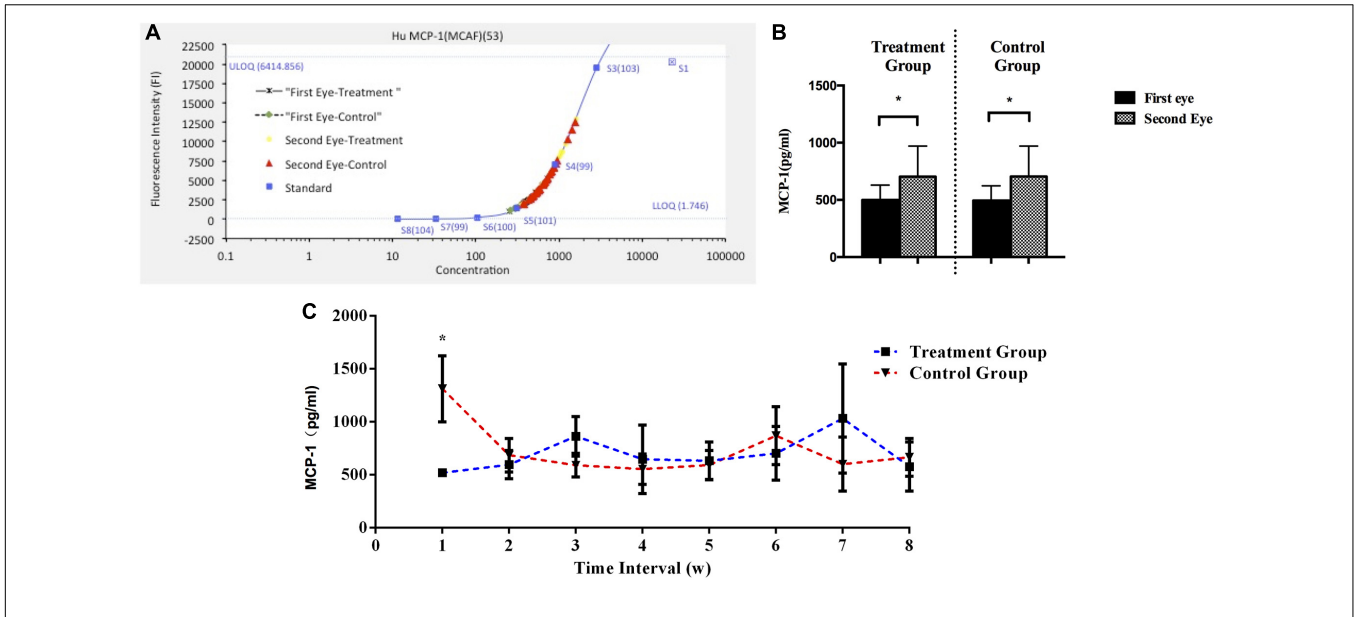 A
Hu MCP-1(MCAF)(53)
Fluorescence Intensity (FI)
22500
20000
17500
15000
12500
10000
7500
5000
2500
0
-2500
ULOQ (6414.856)
"First Eye-Treatment "
"First Eye-Control"
Second Eye-Treatment
Second Eye-Control
Standard
S3(103)
S1
S4(99)
LLOQ (1.746)
S5(101)
S6(100)
S7(99)
S8(104)
0.1 1 10 100 1000 10000 100000
Concentration
B
Treatment
Group
Control
Group
MCP-1(pg/ml)
1500
1000
500
0
*
*
First eye
Second Eye
C
MCP-1（pg/ml)
2000
1500
1000
500
0
*
Treatment Group
Control Group
0 1 2 3 4 5 6 7 8
Time Interval (w)